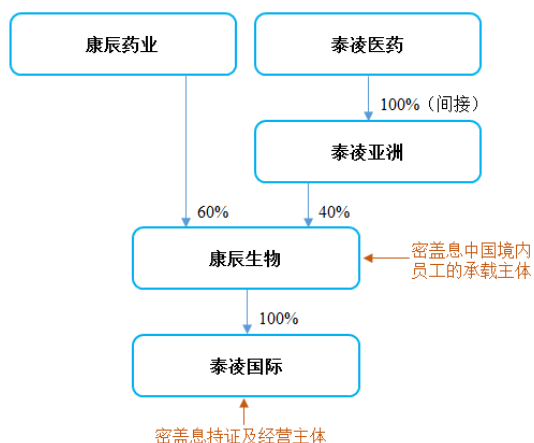 康辰药业
泰凌医药
100%（间接）
泰凌亚洲
60%
40%
康辰生物
密盖息中国境内
员工的承载主体
100%
泰凌国际
密盖息持证及经营主体